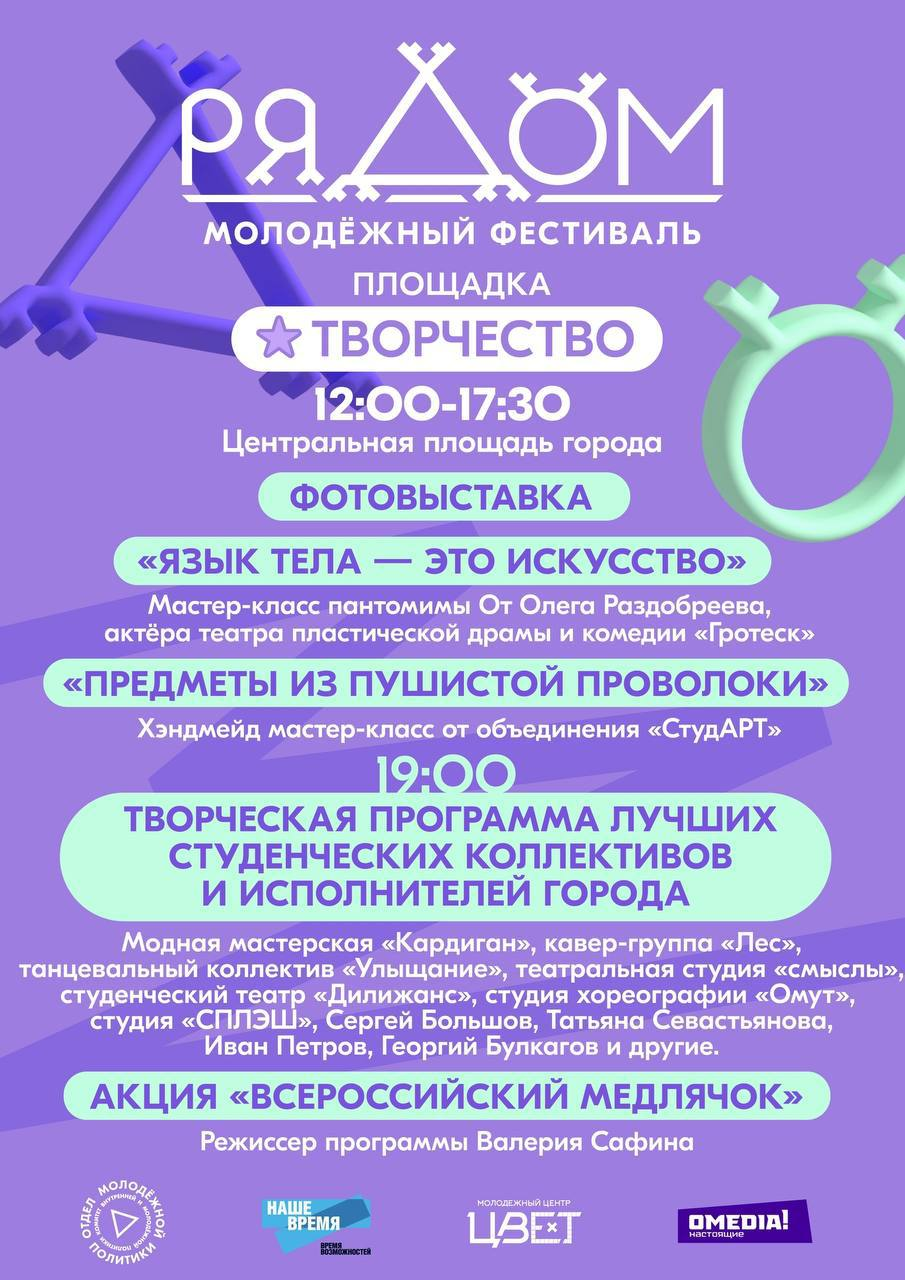 РЯДОМ
МОЛОДЁЖНЫЙ ФЕСТИВАЛЬ
ПЛОЩАДКА
ТВОРЧЕСТВО
12:00-17:30
Центральная площадь города
ФОТОВЫСТАВКА
«ЯЗЫК ТЕЛА — ЭТО ИСКУССТВО»
Мастер-класс пантомимы От Олега Раздобреева,
актёра театра пластической драмы и комедии «Гротеск»
«ПРЕДМЕТЫ ИЗ ПУШИСТОЙ ПРОВОЛОКИ»
Хэндмейд мастер-класс от объединения «СтудАРТ»
19:00
ТВОРЧЕСКАЯ ПРОГРАММА ЛУЧШИХ
СТУДЕНЧЕСКИХ КОЛЛЕКТИВОВ
И ИСПОЛНИТЕЛЕЙ ГОРОДА
Модная мастерская «Кардиган», кавер-группа «Лес»,
танцевальный коллектив «Улыщание», театральная студия «смыслы»,
студенческий театр «Дилижанс», студия хореографии «Омут»,
студия «СПЛЭШ», Сергей Большов, Татьяна Севастьянова,
Иван Петров, Георгий Булкагов и другие.
АКЦИЯ «ВСЕРОССИЙСКИЙ МЕДЛЯЧОК»
Режиссер программы Валерия Сафина
ОТДЕЛ МОЛОДЁЖНОЙ ПОЛИТИКИ
КОМИТЕТ ВНУТРЕННЕЙ И МОЛОДЕЖНОЙ ПОЛИТИКИ
НАШЕ
ВРЕМЯ
ВРЕМЯ
ВОЗМОЖНОСТЕЙ
МОЛОДЕЖНЫЙ ЦЕНТР
ЦВЕТ
OMEDIA!
настоящие